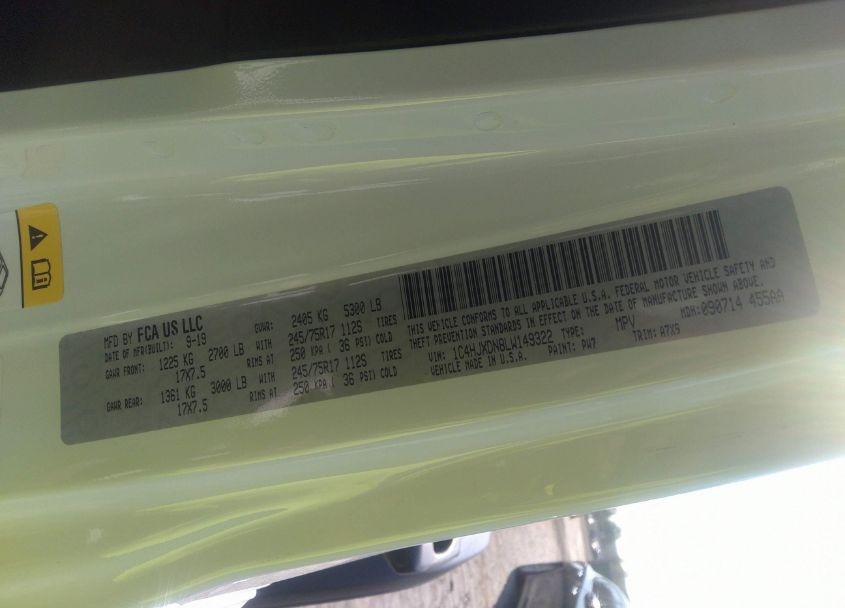 MFD BY FCA US LLC
DATE OF MFR(BUILT): 9-19 GVWR: 2405 KG 5300 LB
GAWR FRONT: 1225 KG 2700 LB WITH 245/75R17 112S TIRES
17X7.5 RIMS AT 250 KPA ( 36 PSI) COLD
GAWR REAR: 1361 KG 3000 LB WITH 245/75R17 112S TIRES
17X7.5 RIMS AT 250 KPA ( 36 PSI) COLD
THIS VEHICLE CONFORMS TO ALL APPLICABLE U.S.A. FEDERAL MOTOR VEHICLE SAFETY AND
THEFT PREVENTION STANDARDS IN EFFECT ON THE DATE OF MANUFACTURE SHOWN ABOVE.
VIN: 1C4HJXDN8LW149322 TYPE: MPV MDH: 090714 455AA
VEHICLE MADE IN U.S.A. PAINT: PW7 TRIM: A7X9